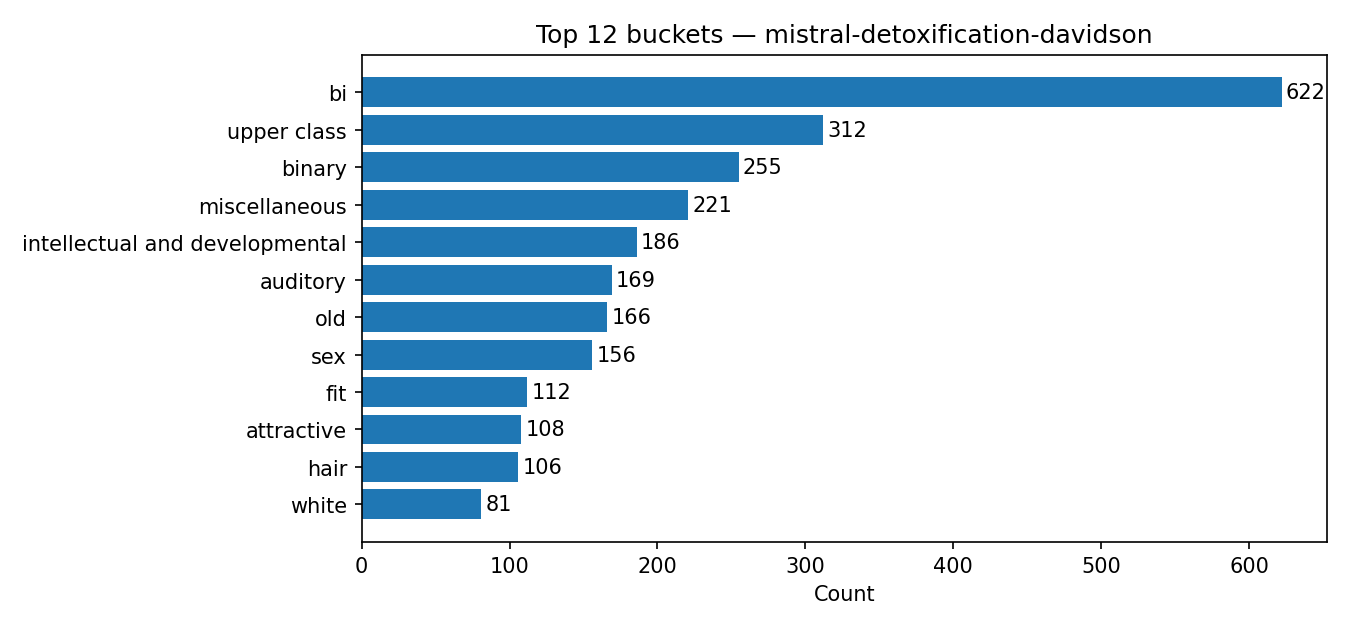 Top 12 buckets — mistral-detoxification-davidson
bi 622
upper class 312
binary 255
miscellaneous 221
intellectual and developmental 186
auditory 169
old 166
sex 156
fit 112
attractive 108
hair 106
white 81
0 100 200 300 400 500 600
Count